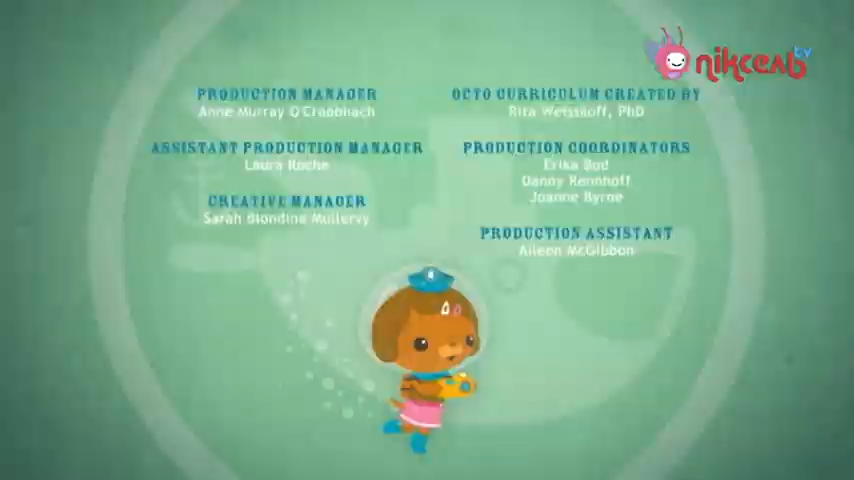 піксель tv
PRODUCTION MANAGER
Anne Murray O'Craobhach
ASSISTANT PRODUCTION MANAGER
Laura Roche
CREATIVE MANAGER
Sarah Blondine Mullervy
OCTO CURRICULUM CREATED BY
Rita Weisskoff, PhD
PRODUCTION COORDINATORS
Erika Bod
Danny Rennhoff
Joanne Byrne
PRODUCTION ASSISTANT
Aileen McGibbon